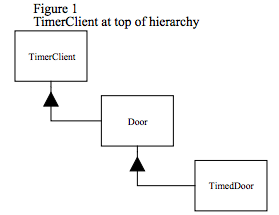 Figure 1
TimerClient at top of hierarchy
TimerClient
Door
TimedDoor